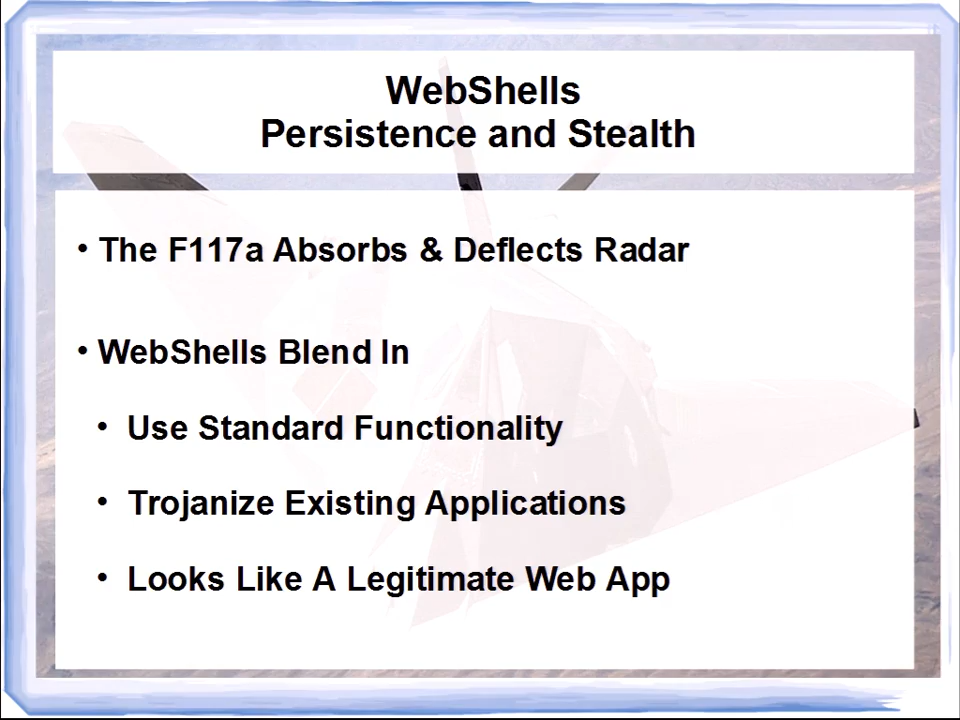 WebShells
Persistence and Stealth
• The F117a Absorbs & Deflects Radar
• WebShells Blend In
• Use Standard Functionality
• Trojanize Existing Applications
• Looks Like A Legitimate Web App